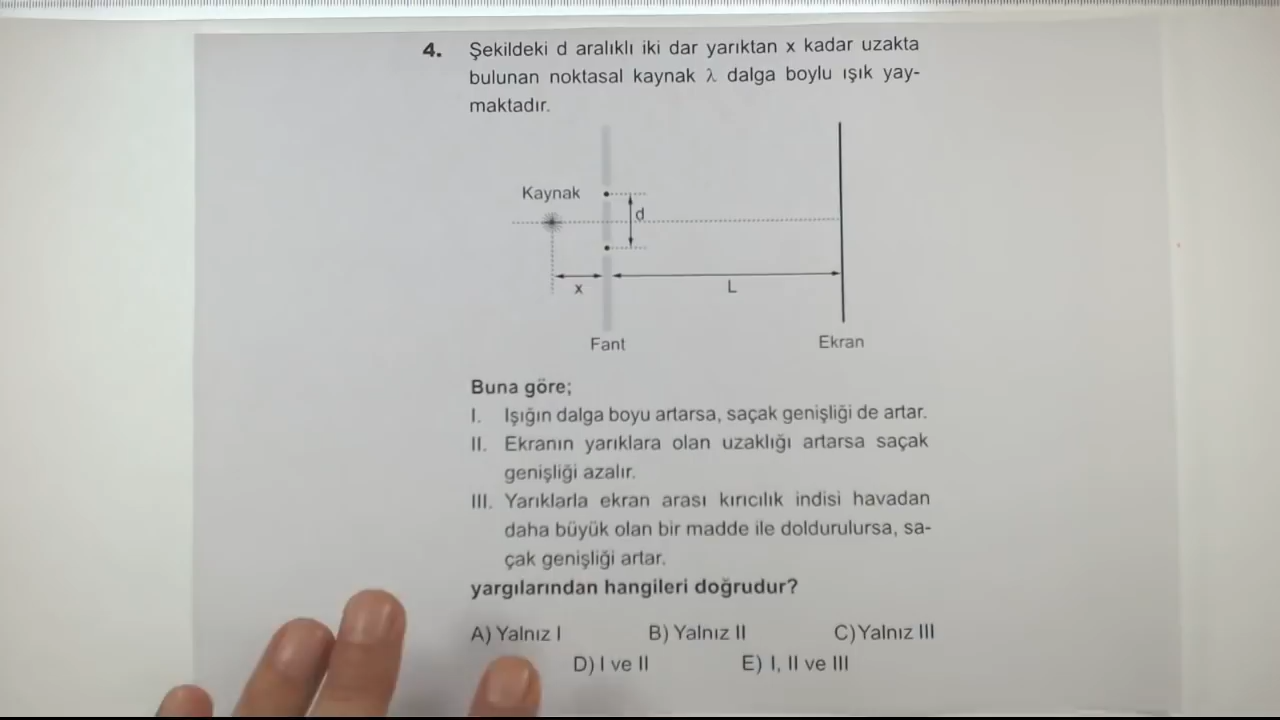 4. Şekildeki d aralıklı iki dar yarıktan x kadar uzakta
bulunan noktasal kaynak λ dalga boylu ışık yay-
maktadır.
Kaynak
d
x
L
Fant
Ekran
Buna göre;
I. Işığın dalga boyu artarsa, saçak genişliği de artar.
II. Ekranın yarıklara olan uzaklığı artarsa saçak
genişliği azalır.
III. Yarıklarla ekran arası kırıcılık indisi havadan
daha büyük olan bir madde ile doldurulursa, sa-
çak genişliği artar.
yargılarından hangileri doğrudur?
A) Yalnız I B) Yalnız II C) Yalnız III
D) I ve II E) I, II ve III